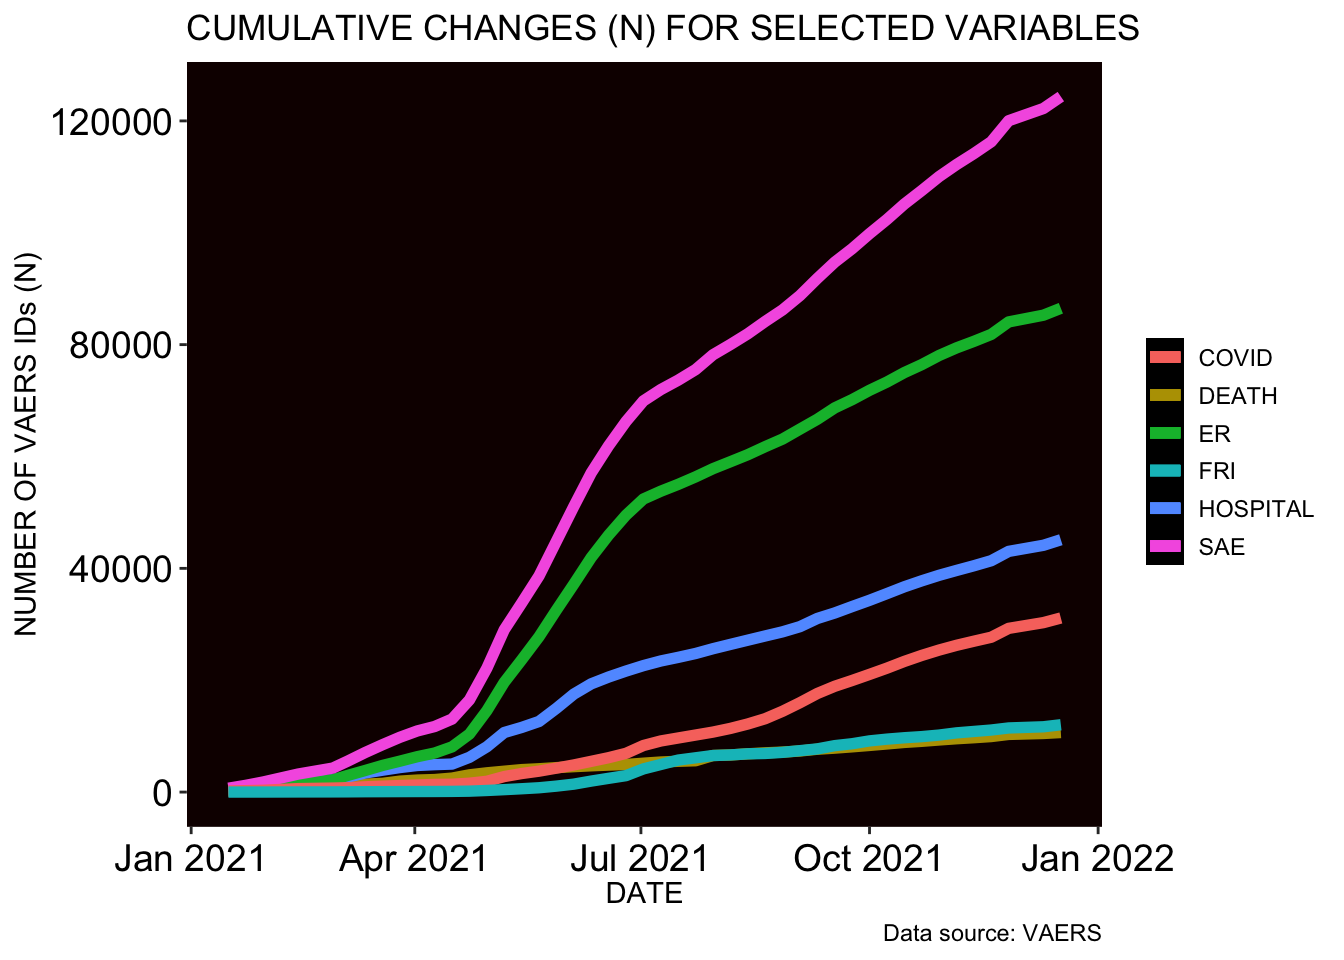 CUMULATIVE CHANGES (N) FOR SELECTED VARIABLES
NUMBER OF VAERS IDs (N)
120000
80000
40000
0
Jan 2021 Apr 2021 Jul 2021 Oct 2021 Jan 2022
DATE
COVID
DEATH
ER
FRI
HOSPITAL
SAE
Data source: VAERS